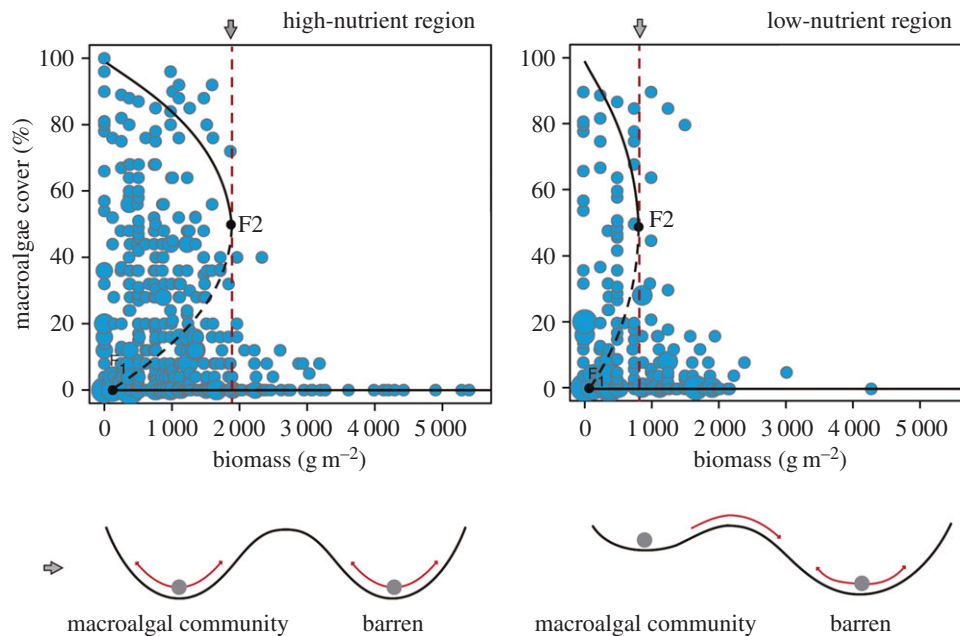 high-nutrient region
low-nutrient region
macroalgae cover (%)
100
80
60
40
20
0
F2
F1
0
1 000
2 000
3 000
4 000
5 000
biomass (g m–2)
100
80
60
40
20
0
F2
F1
0
1 000
2 000
3 000
4 000
5 000
biomass (g m–2)
macroalgal community
barren
macroalgal community
barren